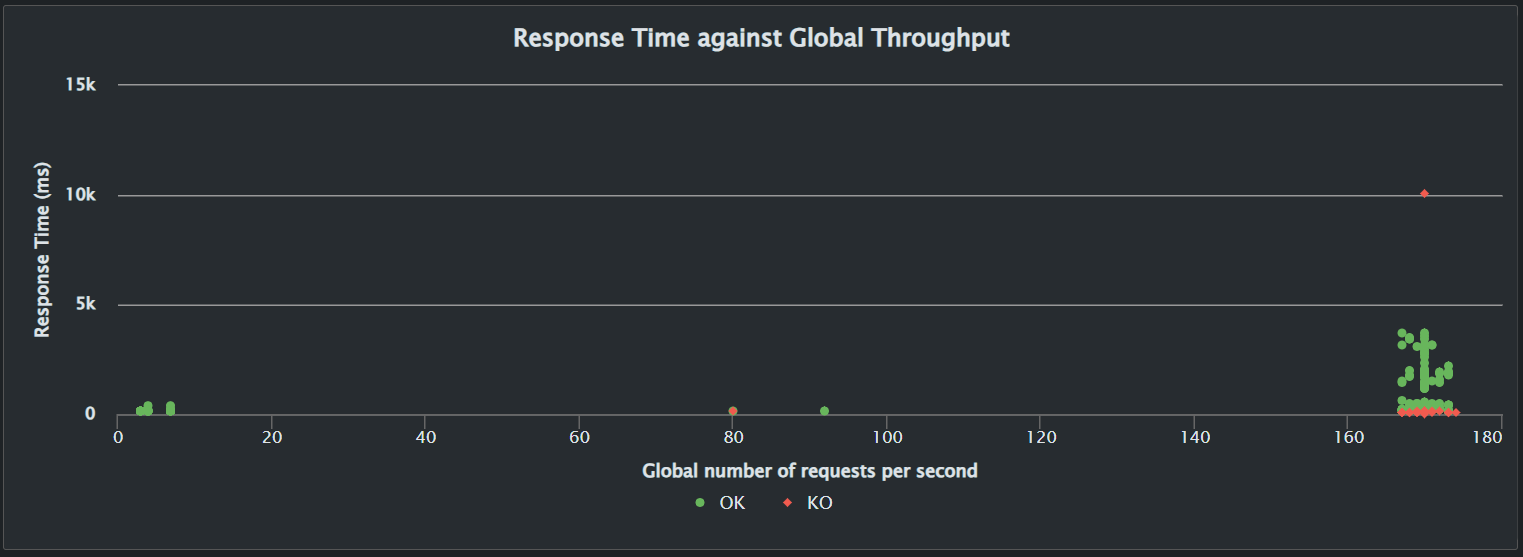 Response Time against Global Throughput
15k
10k
5k
0
Response Time (ms)
0 20 40 60 80 100 120 140 160 180
Global number of requests per second
OK KO